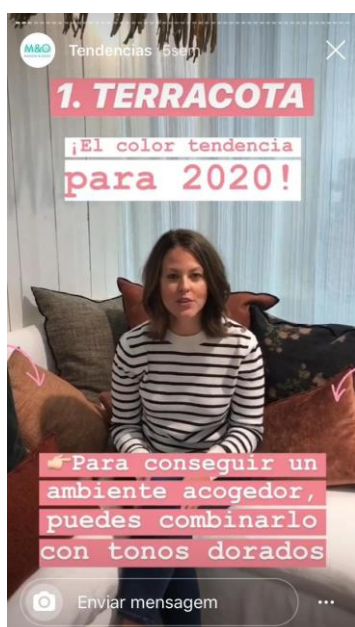 M&O
Tendencias 5sem
1. TERRACOTA
¡El color tendencia
para 2020!
👉🏻Para conseguir un
ambiente acogedor,
puedes combinarlo
con tonos dorados
Enviar mensagem